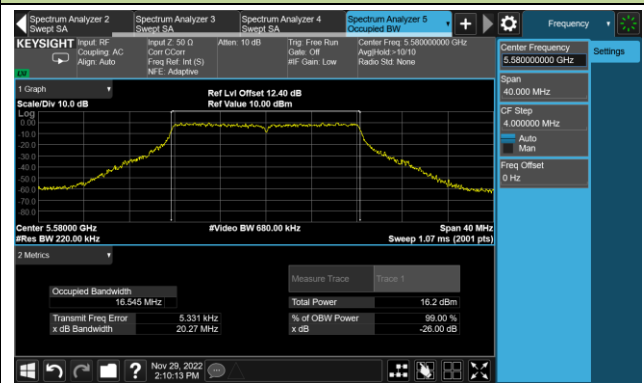 Spectrum Analyzer 2
Swept SA
Spectrum Analyzer 3
Swept SA
Spectrum Analyzer 4
Swept SA
Spectrum Analyzer 5
Occupied BW
Frequency
KEYSIGHT
Input: RF
Coupling: AC
Align: Auto
Input Z: 50 Ω
Corr CCorr
Freq Ref: Int (S)
NFE: Adaptive
Atten: 10 dB
Trig: Free Run
Gate: Off
#IF Gain: Low
Center Freq: 5.580000000 GHz
Avg|Hold:>10/10
Radio Std: None
Center Frequency
5.580000000 GHz
Settings
Span
40.000 MHz
CF Step
4.000000 MHz
Auto
Man
Freq Offset
0 Hz
1 Graph
Scale/Div 10.0 dB
Ref Lvl Offset 12.40 dB
Ref Value 10.00 dBm
Log
0.00
-10.0
-20.0
-30.0
-40.0
-50.0
-60.0
-70.0
-80.0
Center 5.58000 GHz
#Video BW 680.00 kHz
Span 40 MHz
#Res BW 220.00 kHz
Sweep 1.07 ms (2001 pts)
2 Metrics
Measure Trace
Trace 1
Occupied Bandwidth
16.545 MHz
Total Power
16.2 dBm
Transmit Freq Error
5.331 kHz
% of OBW Power
99.00 %
x dB Bandwidth
20.27 MHz
x dB
-26.00 dB
Nov 29, 2022
2:10:13 PM